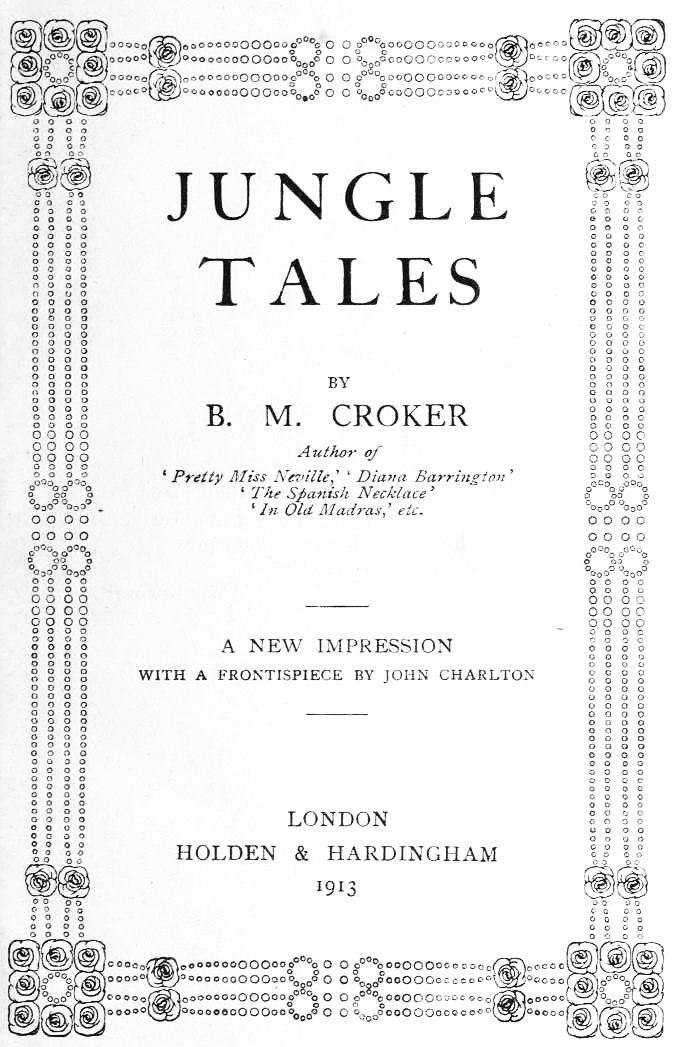 JUNGLE
TALES
BY
B. M. CROKER
Author of
‘Pretty Miss Neville,’ ‘Diana Barrington’
‘The Spanish Necklace’
‘In Old Madras,’ etc.
A NEW IMPRESSION
WITH A FRONTISPIECE BY JOHN CHARLTON
LONDON
HOLDEN & HARDINGHAM
1913